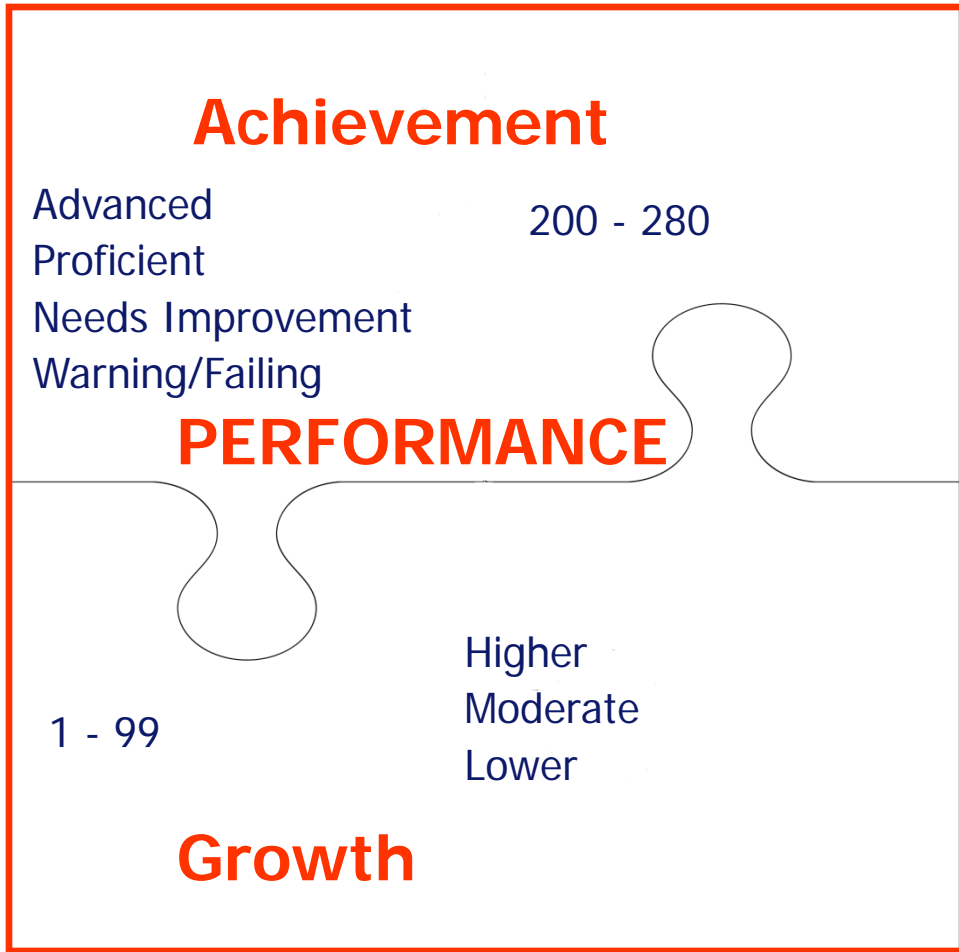 Achievement
Advanced
200 - 280
Proficient
Needs Improvement
Warning/Failing
PERFORMANCE
Higher
Moderate
1 - 99
Lower
Growth